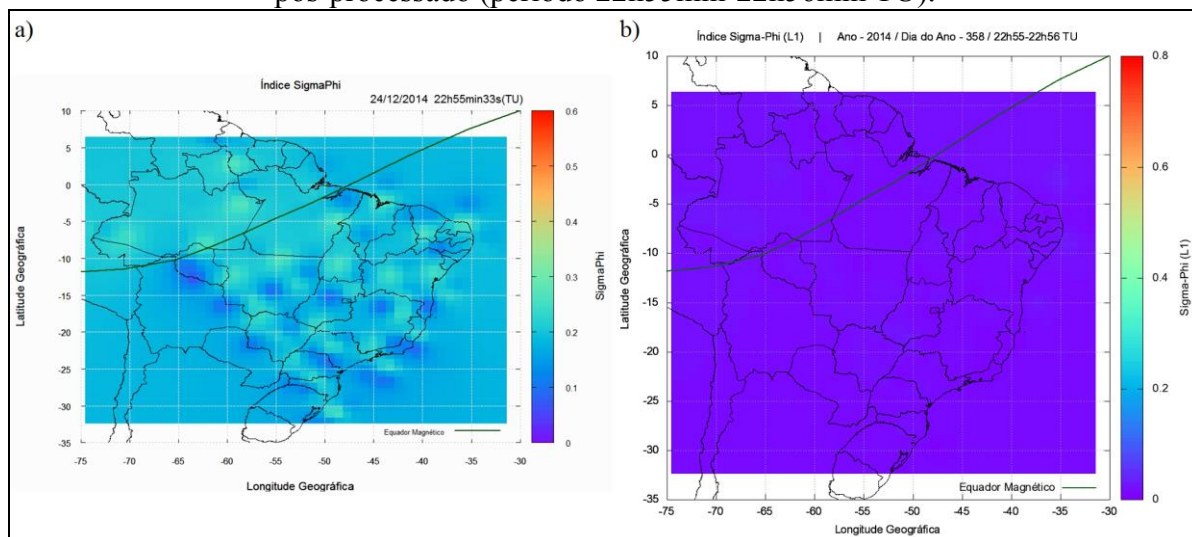 pós-processado (período 22h55min-22h56min TU).
a)
Índice SigmaPhi
24/12/2014 22h55min33s(TU)
10
5
0
-5
-10
-15
-20
-25
-30
-35
Latitude Geográfica
-75 -70 -65 -60 -55 -50 -45 -40 -35 -30
Longitude Geográfica
Equador Magnético
0.6
0.5
0.4
0.3
0.2
0.1
0
SigmaPhi
b)
Índice Sigma-Phi (L1) | Ano - 2014 / Dia do Ano - 358 / 22h55-22h56 TU
10
5
0
-5
-10
-15
-20
-25
-30
-35
Latitude Geográfica
-75 -70 -65 -60 -55 -50 -45 -40 -35 -30
Longitude Geográfica
Equador Magnético
0.8
0.6
0.4
0.2
0
Sigma-Phi (L1)